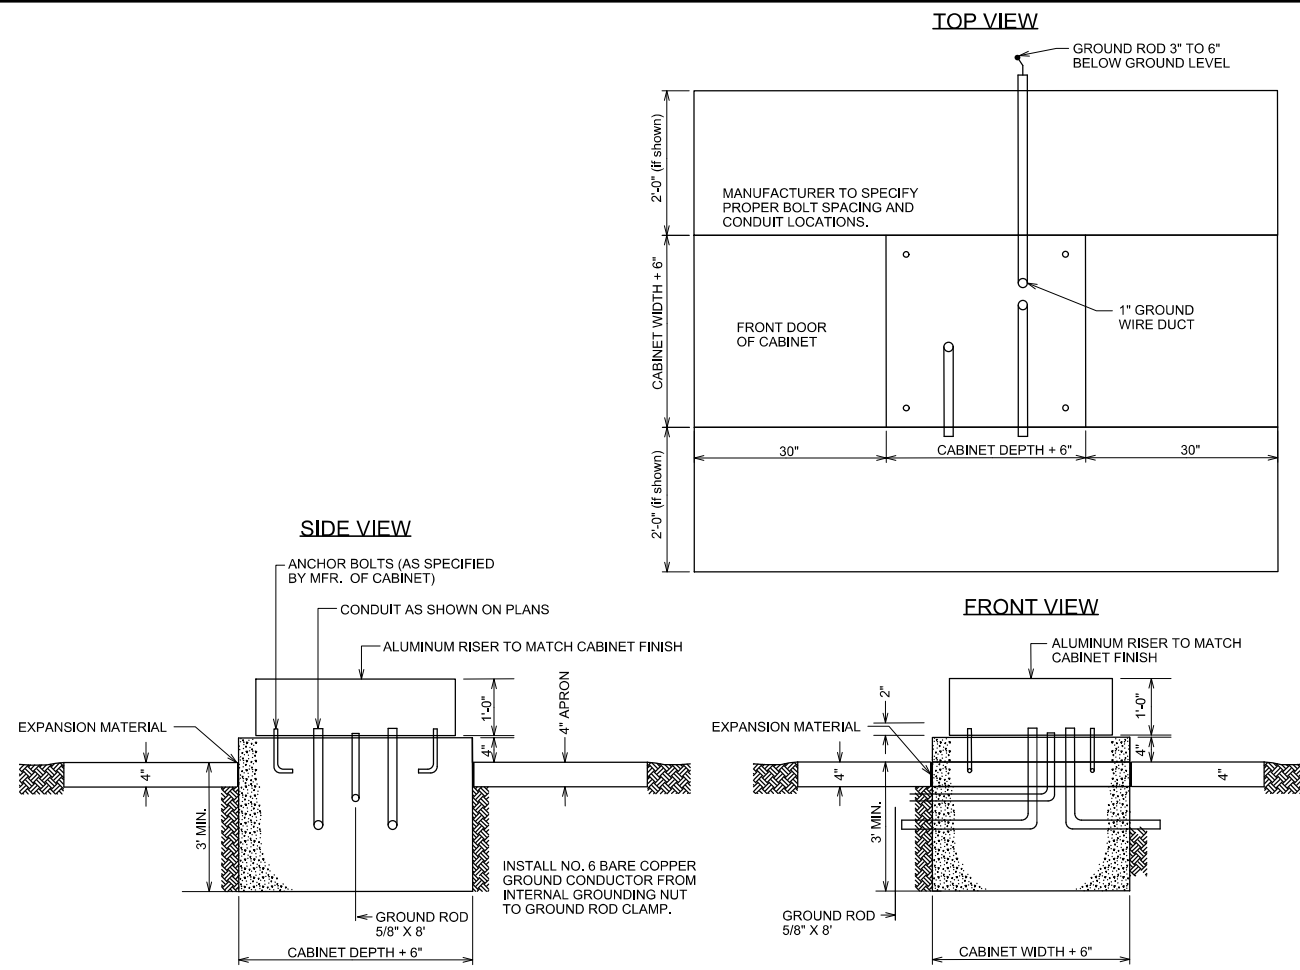 TOP VIEW
GROUND ROD 3" TO 6"
BELOW GROUND LEVEL
2'-0" (if shown)
MANUFACTURER TO SPECIFY
PROPER BOLT SPACING AND
CONDUIT LOCATIONS.
CABINET WIDTH + 6"
FRONT DOOR
OF CABINET
1" GROUND
WIRE DUCT
30"
CABINET DEPTH + 6"
30"
2'-0" (if shown)
SIDE VIEW
ANCHOR BOLTS (AS SPECIFIED
BY MFR. OF CABINET)
CONDUIT AS SHOWN ON PLANS
ALUMINUM RISER TO MATCH CABINET FINISH
EXPANSION MATERIAL
1'-0"
4" APRON
4"
4"
3' MIN.
INSTALL NO. 6 BARE COPPER
GROUND CONDUCTOR FROM
INTERNAL GROUNDING NUT
TO GROUND ROD CLAMP.
GROUND ROD
5/8" X 8'
CABINET DEPTH + 6"
FRONT VIEW
ALUMINUM RISER TO MATCH
CABINET FINISH
2"
EXPANSION MATERIAL
1'-0"
4"
4"
4"
3' MIN.
GROUND ROD
5/8" X 8'
CABINET WIDTH + 6"